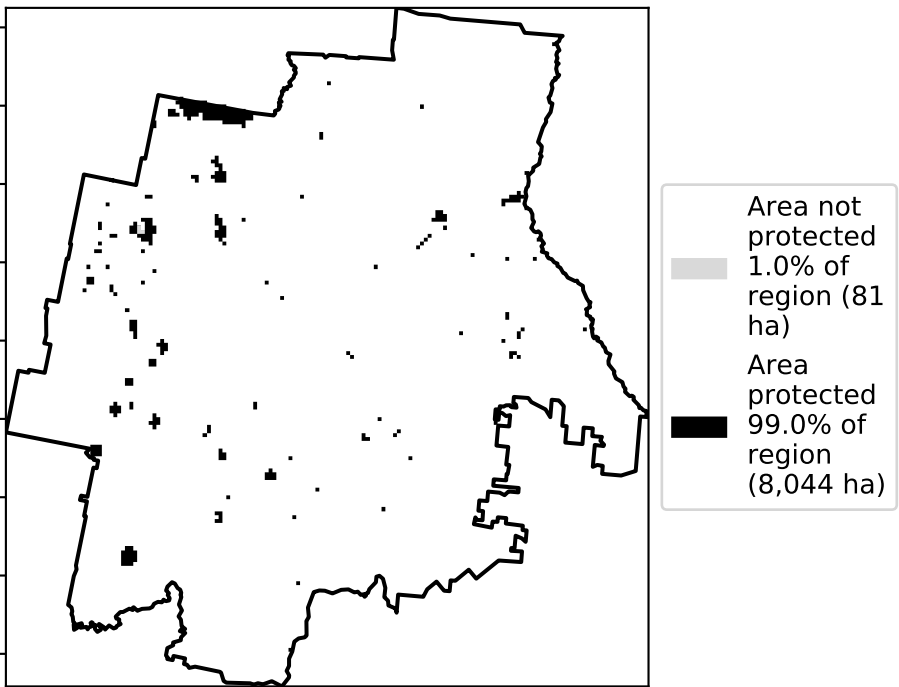 Area not
protected
1.0% of
region (81
ha)
Area
protected
99.0% of
region
(8,044 ha)